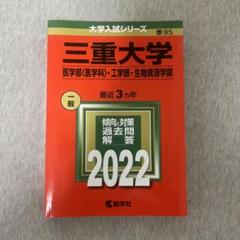 大学入試シリーズ
95
三重大学
医学部〈医学科〉・工学部・生物資源学部
一般
最近3カ年
傾向と対策
過去問
解答
2022
教学社